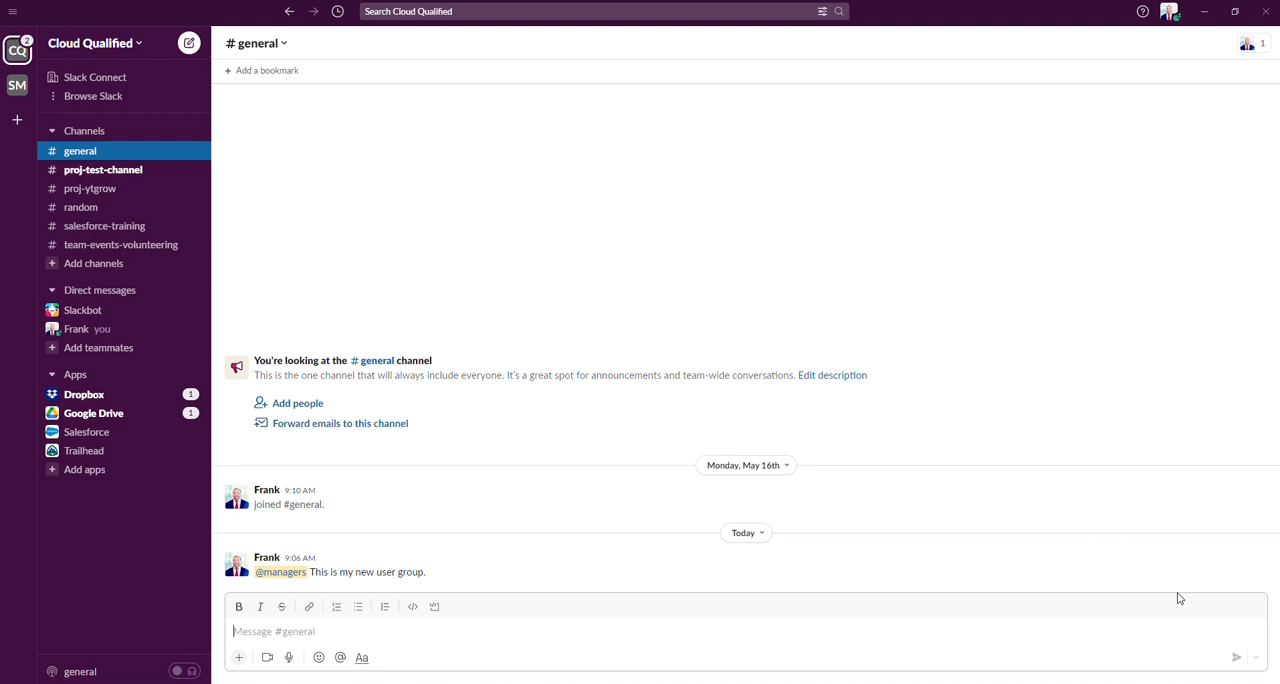 Search Cloud Qualified
CQ
2
SM
+
Cloud Qualified
Slack Connect
Browse Slack
Channels
# general
# proj-test-channel
# proj-ytgrow
# random
# salesforce-training
# team-events-volunteering
+ Add channels
Direct messages
Slackbot
Frank you
+ Add teammates
Apps
Dropbox 1
Google Drive 1
Salesforce
Trailhead
+ Add apps
general
# general
1
+ Add a bookmark
You're looking at the # general channel
This is the one channel that will always include everyone. It's a great spot for announcements and team-wide conversations. Edit description
Add people
Forward emails to this channel
Monday, May 16th
Frank 9:10 AM
joined #general.
Today
Frank 9:06 AM
@managers This is my new user group.
B I S
Message #general
+ @ Aa